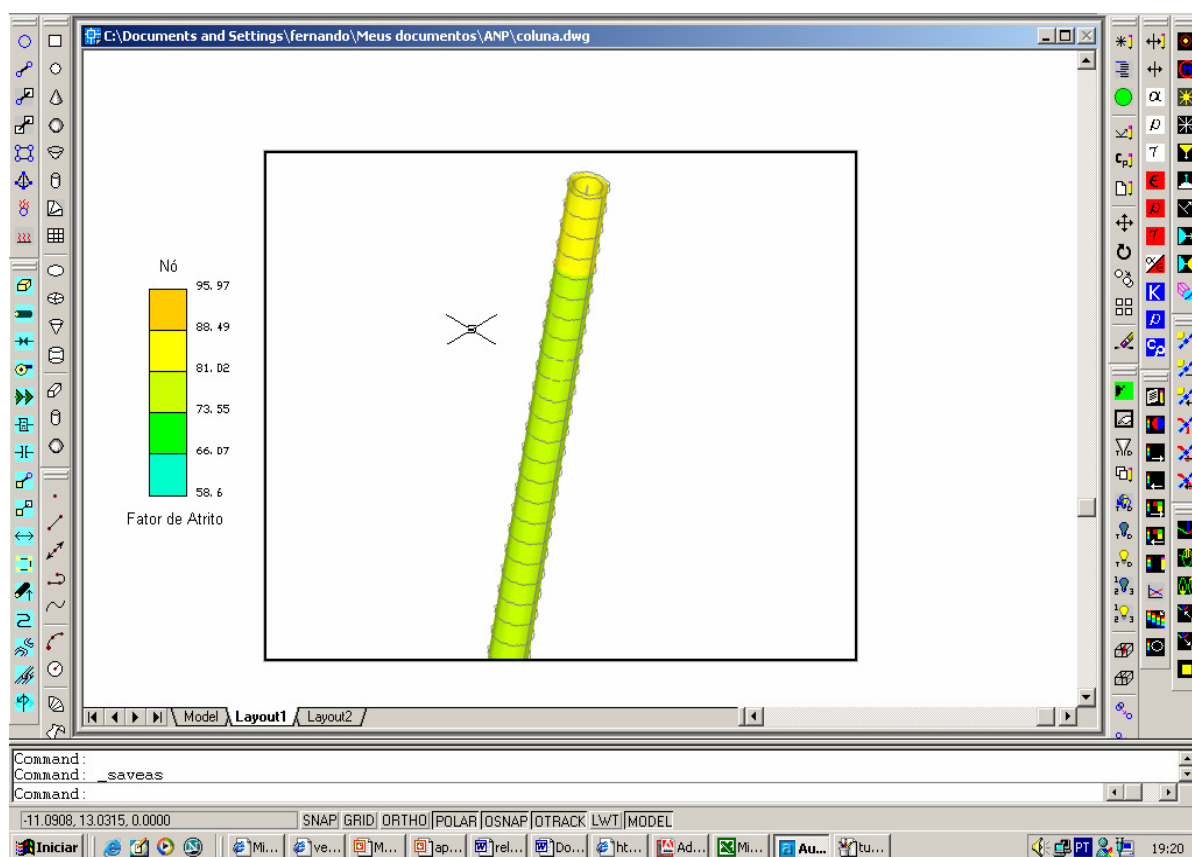 C:\Documents and Settings\fernando\Meus documentos\ANP\coluna.dwg
Nó
95.97
88.49
81.02
73.55
66.07
58.6
Fator de Atrito
Model Layout1 Layout2
Command:
Command: _saveas
Command:
-11.0908, 13.0315, 0.0000 SNAP GRID ORTHO POLAR OSNAP OTRACK LWT MODEL
Iniciar Mi... ve... M... ap... rel... Do... ht... Ad... Mi... Au... tu... PT 19:20